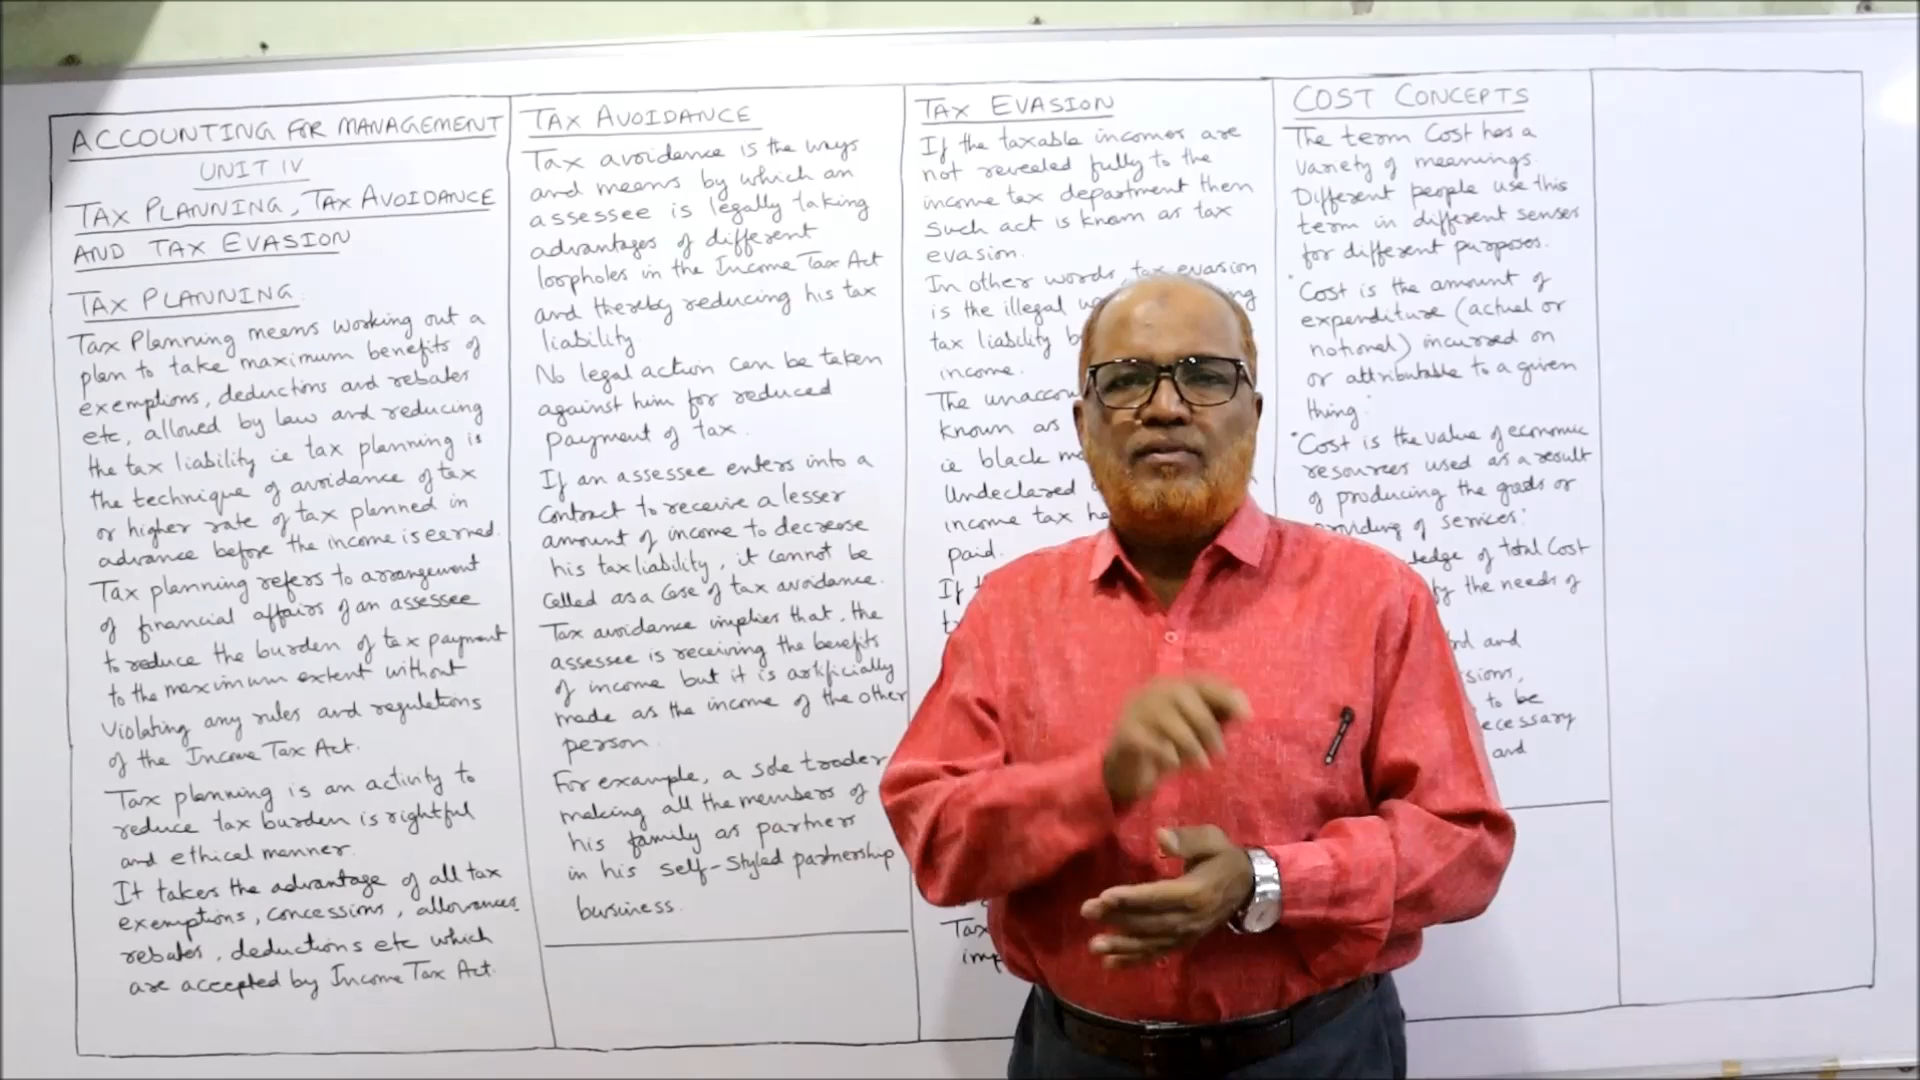 ACCOUNTING FOR MANAGEMENT
UNIT IV
TAX PLANNING, TAX AVOIDANCE
AND TAX EVASION
TAX PLANNING
Tax Planning means working out a
plan to take maximum benefits of
exemptions, deductions and rebates
etc, allowed by law and reducing
the tax liability ie tax planning is
the technique of avoidance of tax
or higher rate of tax planned in
advance before the income is earned.
Tax planning refers to arrangement
of financial affairs of an assessee
to reduce the burden of tax payment
to the maximum extent without
violating any rules and regulations
of the Income Tax Act.
Tax planning is an activity to
reduce tax burden is rightful
and ethical manner.
It takes the advantage of all tax
exemptions, concessions, allowances,
rebates, deductions etc which
are accepted by Income Tax Act.
TAX AVOIDANCE
Tax avoidance is the ways
and means by which an
assessee is legally taking
advantages of different
loopholes in the Income Tax Act
and thereby reducing his tax
liability.
No legal action can be taken
against him for reduced
payment of tax.
If an assessee enters into a
contract to receive a lesser
amount of income to decrease
his tax liability, it cannot be
called as a case of tax avoidance.
Tax avoidance implies that, the
assessee is receiving the benefits
of income but it is artificially
made as the income of the other
person.
For example, a sole trader
making all the members of
his family as partners
in his self-styled partnership
business.
TAX EVASION
If the taxable incomes are
not revealed fully to the
income tax department then
such act is known as tax
evasion.
In other words, tax evasion
is the illegal
tax liability
income.
The
known as
ie black
Undeclared
income tax
paid.
If
Tax
COST CONCEPTS
The term cost has a
variety of meanings.
Different people use this
term in different senses
for different purposes.
"Cost is the amount of
expenditure (actual or
notional) incurred on
or attributable to a given
thing."
"Cost is the value of economic
resources used as a result
of producing the goods or
providing of services."
of total cost
the needs of
and
to be
necessary
and